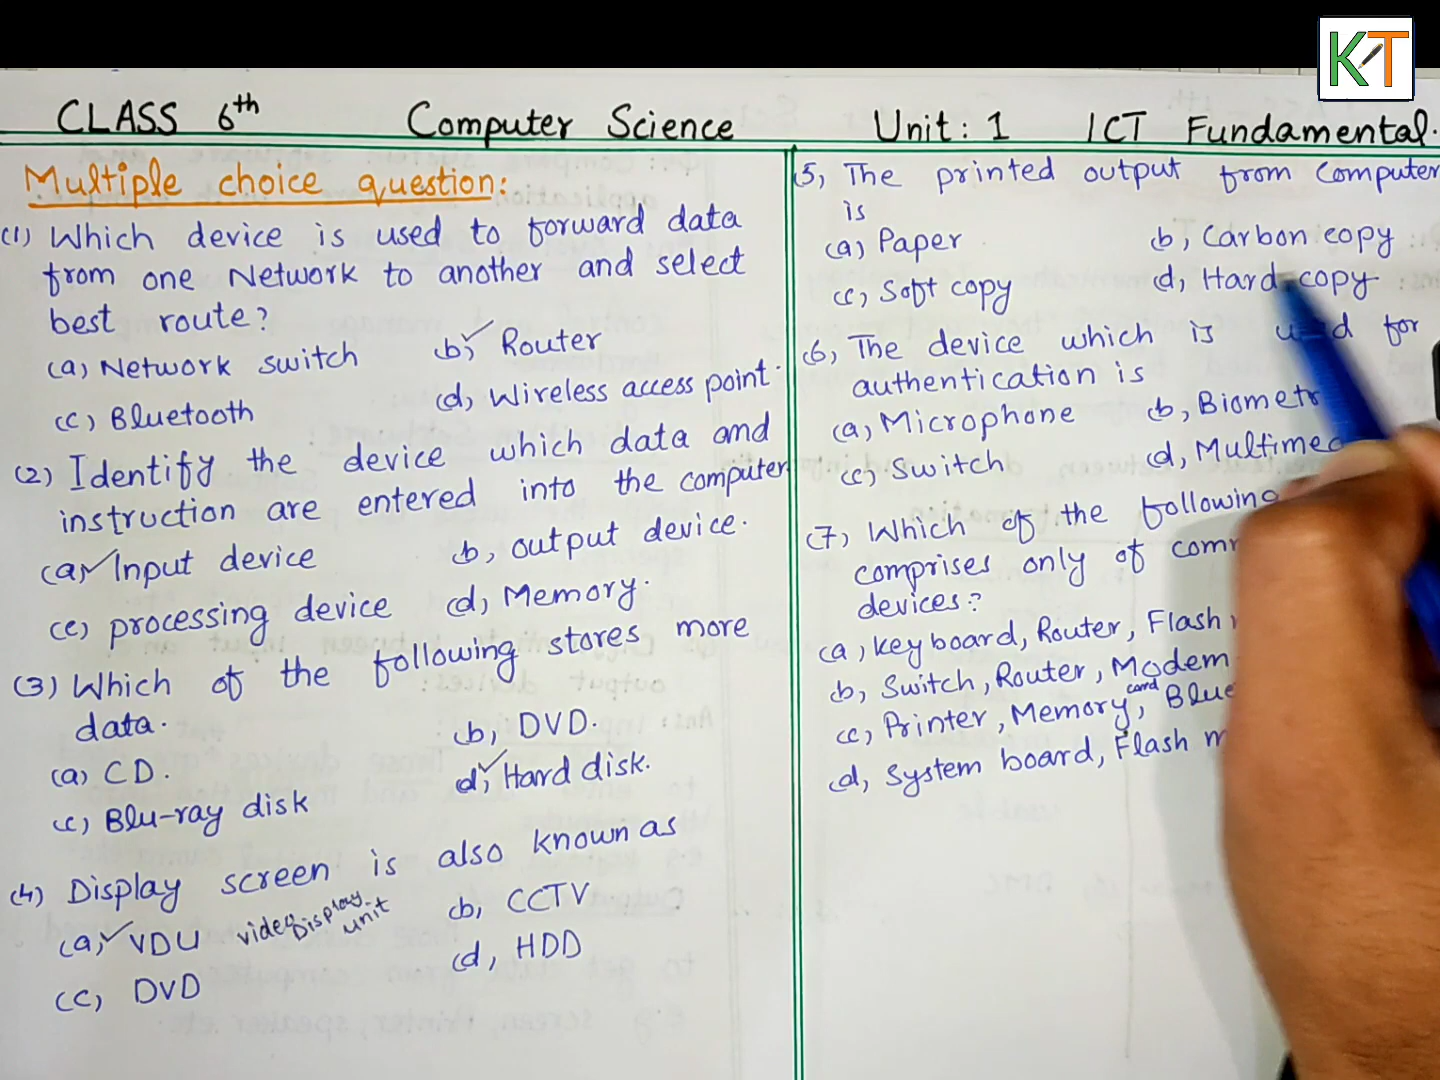 KT
CLASS 6th Computer Science Unit: 1 ICT Fundamental.
Multiple choice question:
(1) Which device is used to forward data
from one Network to another and select
best route?
(a) Network switch (b) Router
(c) Bluetooth (d) Wireless access point.
(2) Identify the device which data and
instruction are entered into the computer
(a) Input device (b) output device.
(c) processing device (d) Memory.
(3) Which of the following stores more
data.
(a) CD. (b) DVD.
(c) Blu-ray disk (d) Hard disk.
(4) Display screen is also known as
(a) VDU video Display unit (b) CCTV
(c) DVD (d) HDD
(5) The printed output from Computer
is
(a) Paper (b) Carbon copy
(c) Soft copy (d) Hard copy
(6) The device which is for
authentication is
(a) Microphone (b)
(c) Switch (d)
(7) Which of the following
comprises only of
devices?
(a) keyboard, Router, Flash
(b) Switch, Router, Modem
(c) Printer, Memory card,
(d) System board, Flash